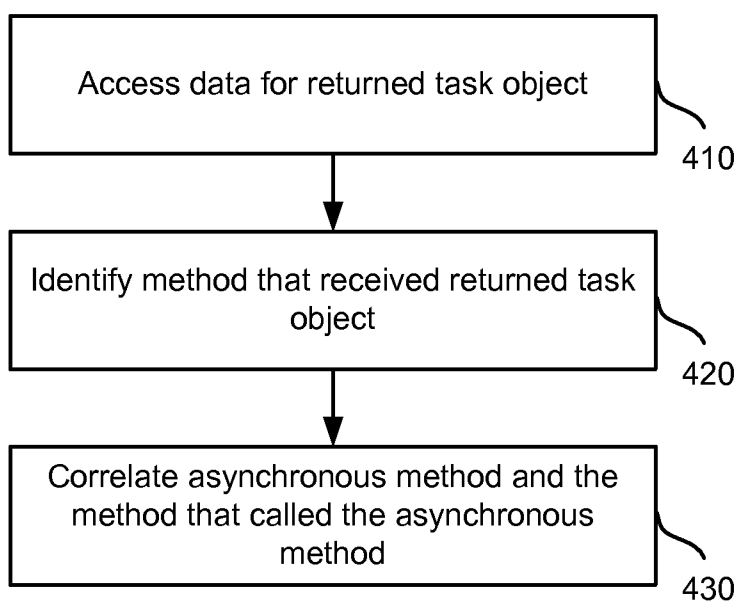 Access data for returned task object
410
Identify method that received returned task
object
420
Correlate asynchronous method and the
method that called the asynchronous
method
430